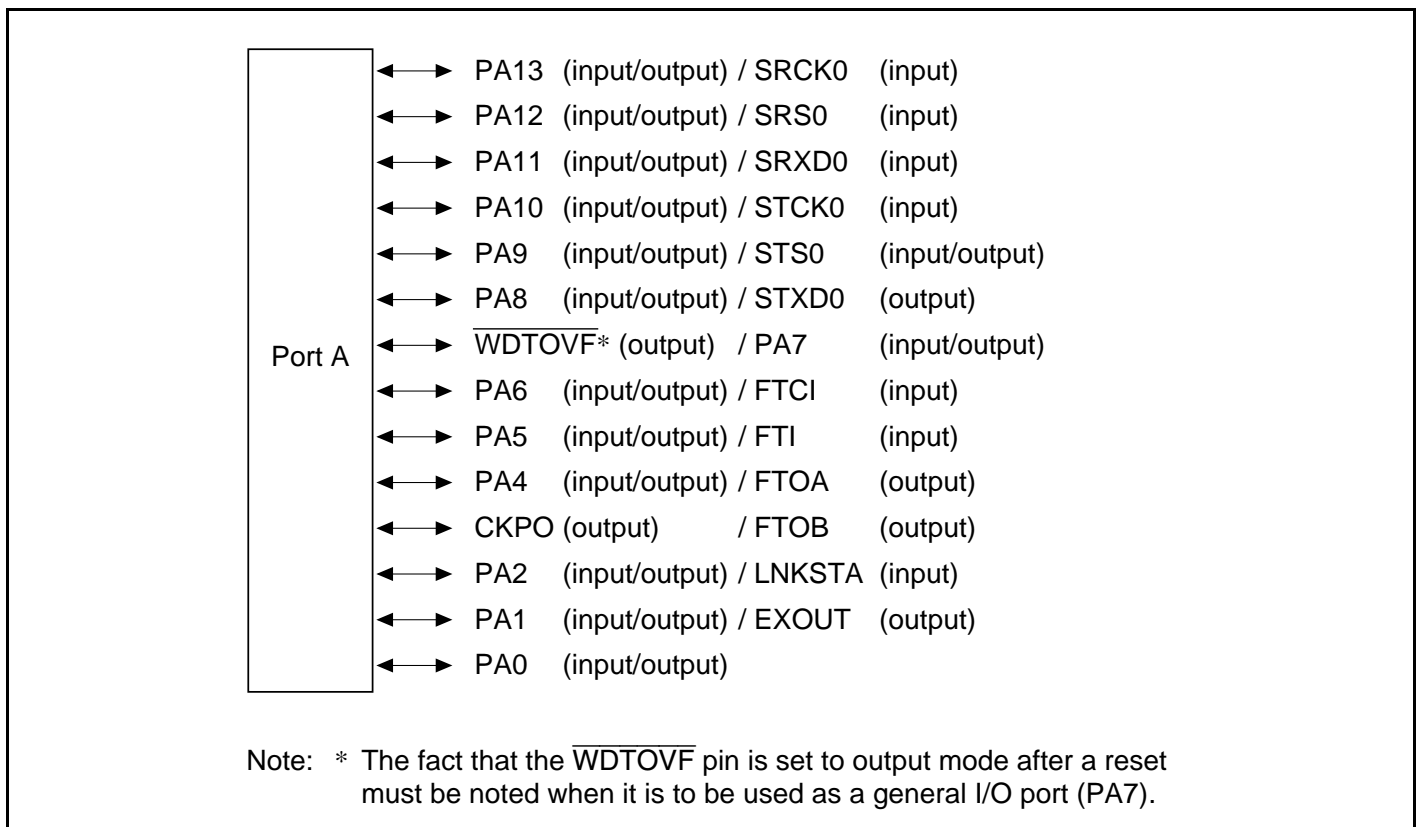 PA13 (input/output) / SRCK0 (input)
PA12 (input/output) / SRS0 (input)
PA11 (input/output) / SRXD0 (input)
PA10 (input/output) / STCK0 (input)
PA9 (input/output) / STS0 (input/output)
PA8 (input/output) / STXD0 (output)
Port A
W̅D̅T̅O̅V̅F̅* (output) / PA7 (input/output)
PA6 (input/output) / FTCI (input)
PA5 (input/output) / FTI (input)
PA4 (input/output) / FTOA (output)
CKPO (output) / FTOB (output)
PA2 (input/output) / LNKSTA (input)
PA1 (input/output) / EXOUT (output)
PA0 (input/output)
Note: * The fact that the W̅D̅T̅O̅V̅F̅ pin is set to output mode after a reset
must be noted when it is to be used as a general I/O port (PA7).